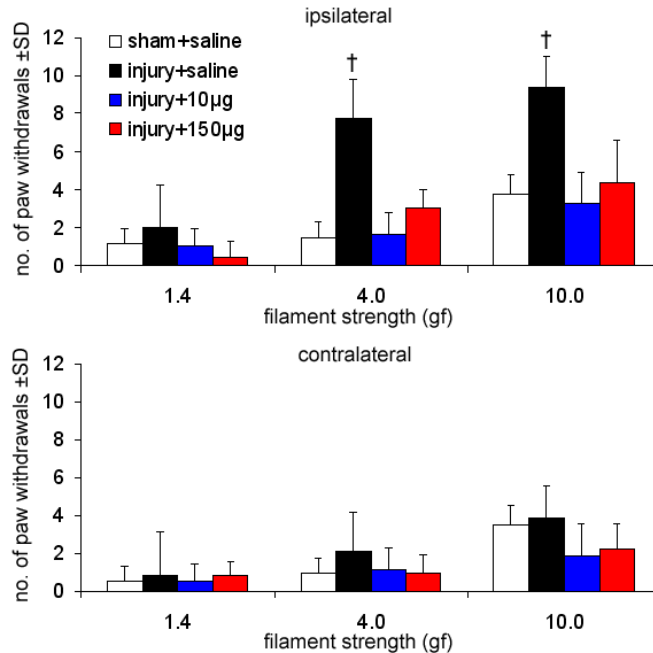 ipsilateral
no. of paw withdrawals ±SD
12
10
8
6
4
2
0
sham+saline
injury+saline
injury+10µg
injury+150µg
†
†
1.4 4.0 10.0
filament strength (gf)
contralateral
no. of paw withdrawals ±SD
12
10
8
6
4
2
0
1.4 4.0 10.0
filament strength (gf)